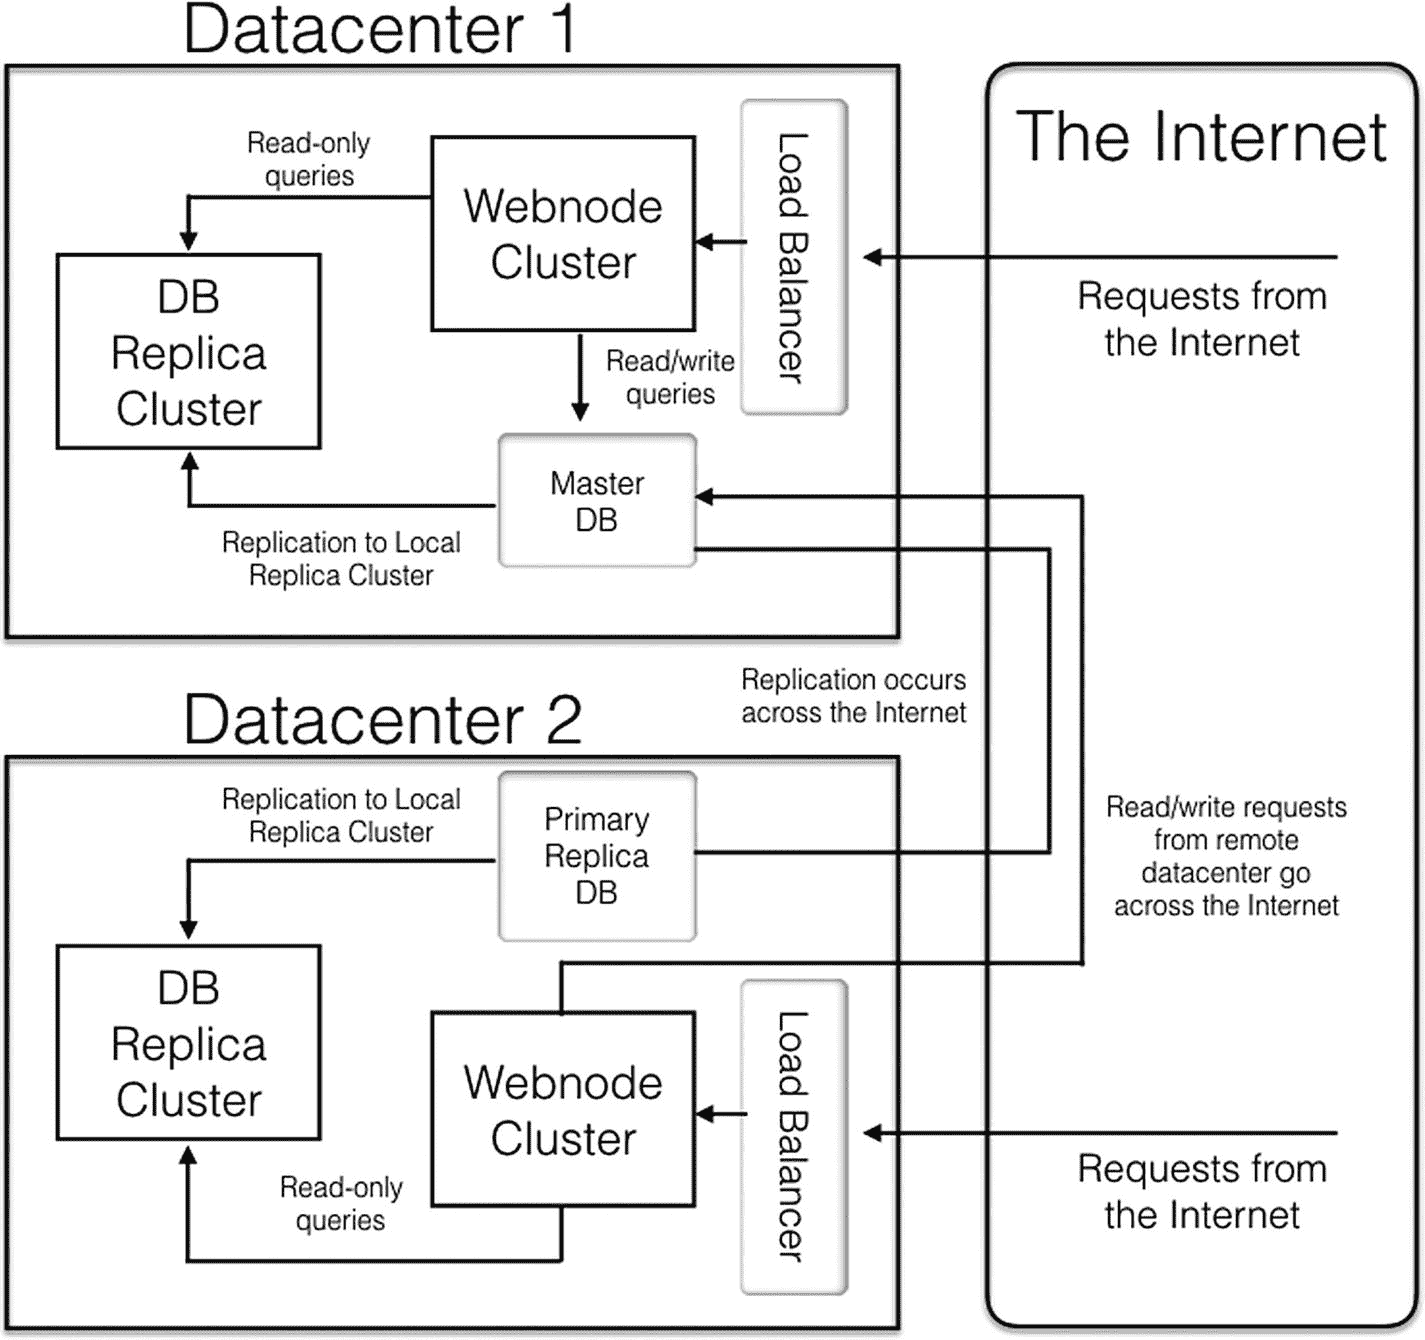 Datacenter 1
The Internet
Read-only
queries
Webnode
Cluster
Load Balancer
DB
Replica
Cluster
Requests from
the Internet
Read/write
queries
Master
DB
Replication to Local
Replica Cluster
Replication occurs
across the Internet
Datacenter 2
Replication to Local
Replica Cluster
Primary
Replica
DB
Read/write requests
from remote
datacenter go
across the Internet
DB
Replica
Cluster
Webnode
Cluster
Load Balancer
Requests from
the Internet
Read-only
queries